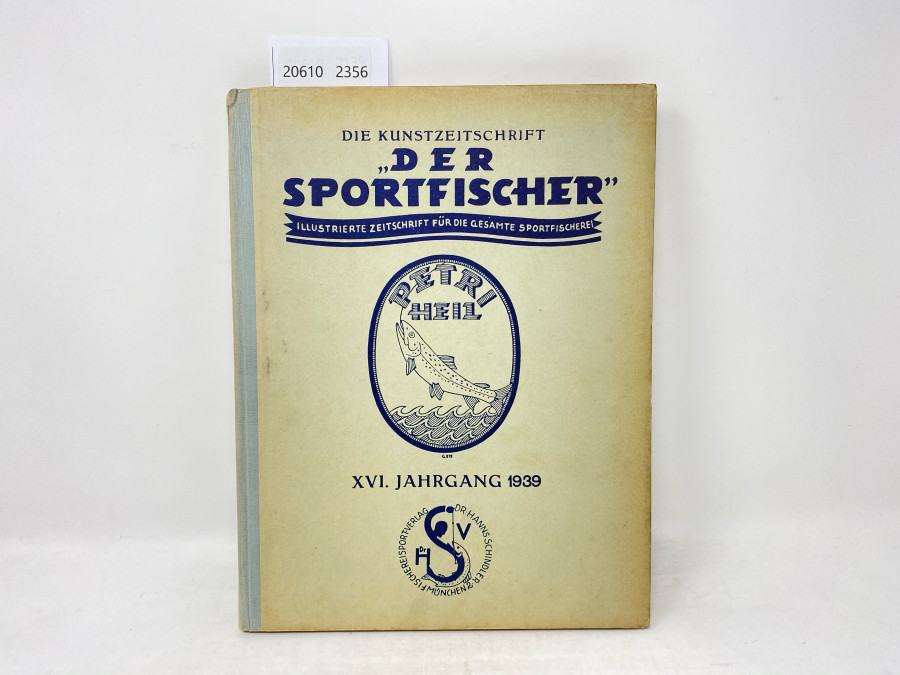 20610 2356
DIE KUNSTZEITSCHRIFT
„DER
SPORTFISCHER”
ILLUSTRIERTE ZEITSCHRIFT FÜR DIE GESAMTE SPORTFISCHEREI
PETRI
HEIL
XVI. JAHRGANG 1939
FISCHEREISPORTVERLAG DR. HANNS SCHINDLER
MÜNCHEN
Dr
H S V